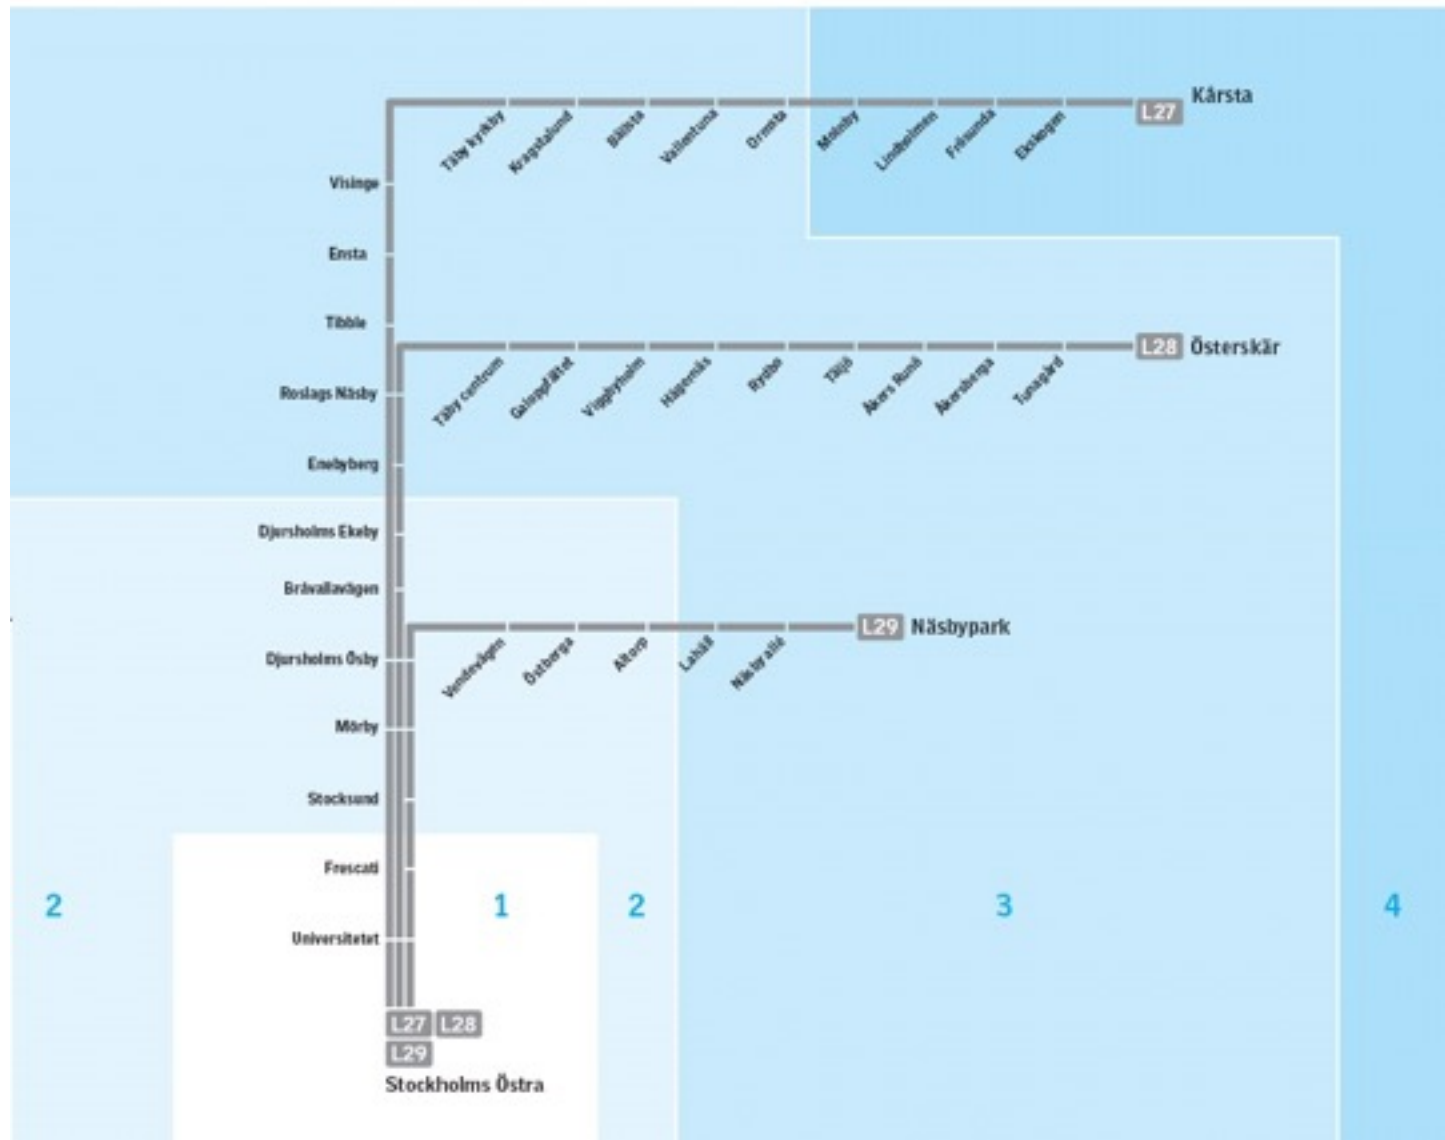 Kårsta
L27
Täby kyrkby
Kragstalund
Bällsta
Vallentuna
Ormsta
Molnby
Lindholmen
Frösunda
Ekskogen
Visinge
Ensta
Tibble
L28 Österskär
Täby centrum
Galoppfältet
Viggbyholm
Hägernäs
Rydbo
Täljö
Åkers Runö
Åkersberga
Tunagård
Roslags Näsby
Enebyberg
Djursholms Ekeby
Bråvallavägen
L29 Näsbypark
Vendevägen
Östberga
Altorp
Lahäll
Näsby allé
Djursholms Ösby
Mörby
Stocksund
Frescati
2
1
2
3
4
Universitetet
L27 L28
L29
Stockholms Östra